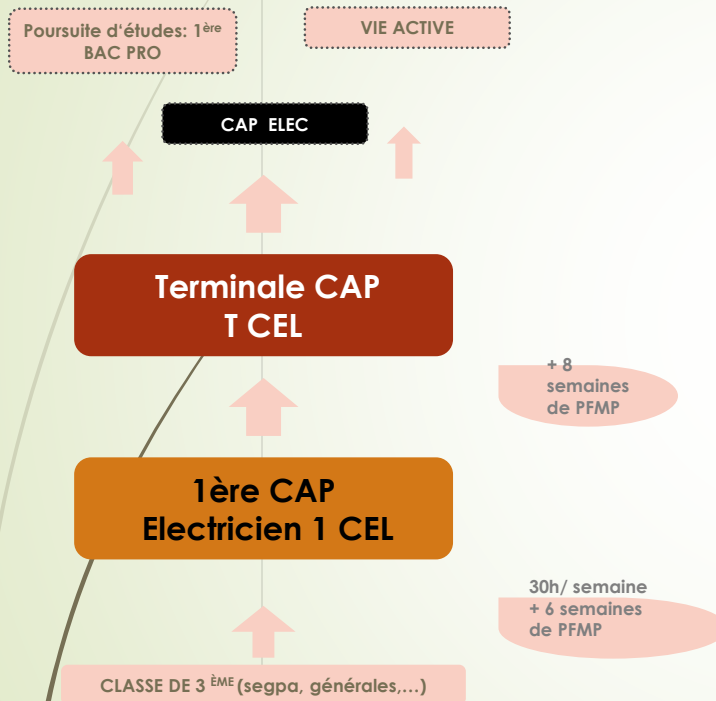 Poursuite d'études: 1ère
BAC PRO
VIE ACTIVE
CAP ELEC
Terminale CAP
T CEL
+ 8
semaines
de PFMP
1ère CAP
Electricien 1 CEL
30h/ semaine
+ 6 semaines
de PFMP
CLASSE DE 3 ÈME (segpa, générales,...)